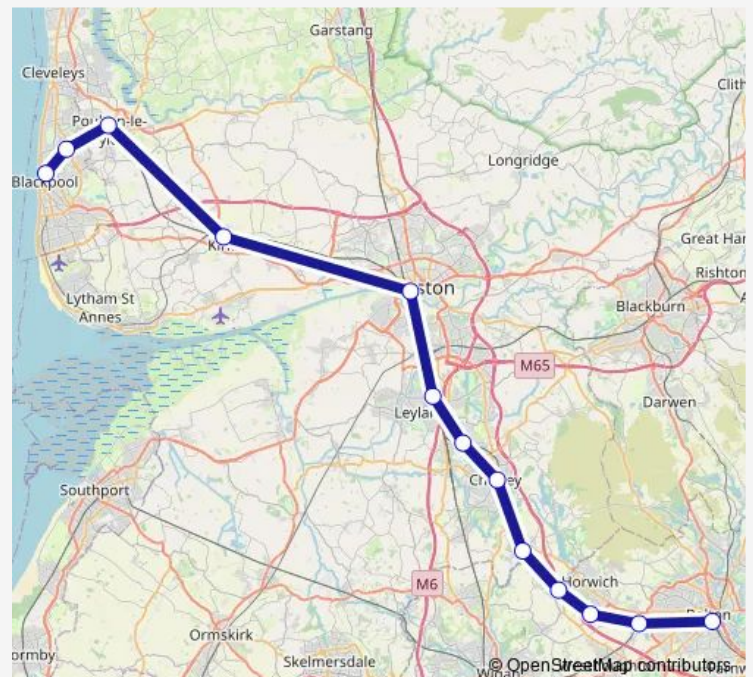 Garstang
Cleveleys
Clith
Longridge
Blackpool
Great Har
Rishton
Lytham St
Annes
Blackburn
M65
Darwen
Southport
M6
Horwich
Ormskirk
Skelmersdale
© OpenStreetMap contributors